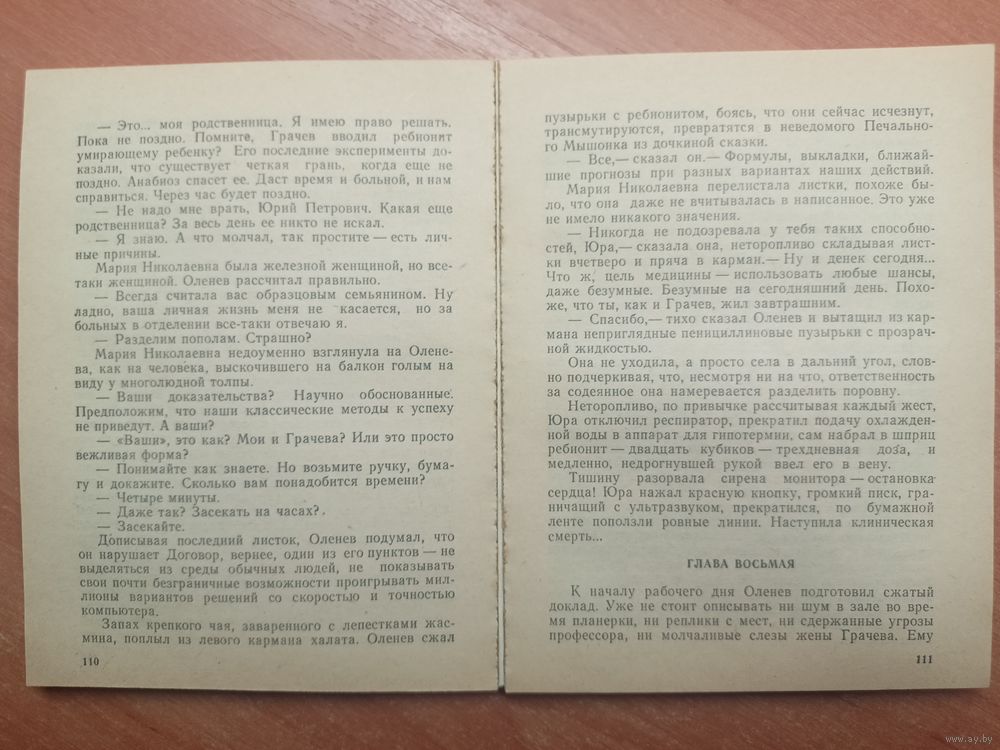 — Это... моя родственница. Я имею право решать.
Пока не поздно. Помните, Грачев вводил ребионит
умирающему ребенку? Его последние эксперименты до-
казали, что существует четкая грань, когда еще не
поздно. Анабиоз спасет ее. Даст время и больной, и нам
справиться. Через час будет поздно.
— Не надо мне врать, Юрий Петрович. Какая еще
родственница? За весь день ее никто не искал.
— Я знаю. А что молчал, так простите — есть лич-
ные причины.
Мария Николаевна была железной женщиной, но все-
таки женщиной. Оленев рассчитал правильно.
— Всегда считала вас образцовым семьянином. Ну
ладно, ваша личная жизнь меня не касается, но за
больных в отделении все-таки отвечаю я.
— Разделим пополам. Страшно?
Мария Николаевна недоуменно взглянула на Олене-
ва, как на человека, выскочившего на балкон голым на
виду у многолюдной толпы.
— Ваши доказательства? Научно обоснованные.
Предположим, что наши классические методы к успеху
не приведут. А ваши?
— «Ваши», это как? Мои и Грачева? Или это просто
вежливая форма?
— Понимайте как знаете. Но возьмите ручку, бума-
гу и докажите. Сколько вам понадобится времени?
— Четыре минуты.
— Даже так? Засекать на часах?
— Засекайте.
Дописывая последний листок, Оленев подумал, что
он нарушает Договор, вернее, один из его пунктов — не
выделяться из среды обычных людей, не показывать
свои почти безграничные возможности проигрывать мил-
лионы вариантов решений со скоростью и точностью
компьютера.
Запах крепкого чая, заваренного с лепестками жас-
мина, поплыл из левого кармана халата. Оленев сжал
110
пузырьки с ребионитом, боясь, что они сейчас исчезнут,
трансмутируются, превратятся в неведомого Печально-
го Мышонка из дочкиной сказки.
— Все,— сказал он.— Формулы, выкладки, ближай-
шие прогнозы при разных вариантах наших действий.
Мария Николаевна перелистала листки, похоже бы-
ло, что она даже не вчитывалась в написанное. Это уже
не имело никакого значения.
— Никогда не подозревала у тебя таких способно-
стей, Юра,— сказала она, неторопливо складывая лист-
ки вчетверо и пряча в карман.— Ну и денек сегодня...
Что ж, цель медицины — использовать любые шансы,
даже безумные. Безумные на сегодняшний день. Похо-
же, что ты, как и Грачев, жил завтрашним.
— Спасибо,— тихо сказал Оленев и вытащил из кар-
мана неприглядные пенициллиновые пузырьки с прозрач-
ной жидкостью.
Она не уходила, а просто села в дальний угол, слов-
но подчеркивая, что, несмотря ни на что, ответственность
за содеянное она намеревается разделить поровну.
Неторопливо, по привычке рассчитывая каждый жест,
Юра отключил респиратор, прекратил подачу охлажден-
ной воды в аппарат для гипотермии, сам набрал в шприц
ребионит — двадцать кубиков — трехдневная доза, и
медленно, недрогнувшей рукой ввел его в вену.
Тишину разорвала сирена монитора — остановка
сердца! Юра нажал красную кнопку, громкий писк, гра-
ничащий с ультразвуком, прекратился, по бумажной
ленте поползли ровные линии. Наступила клиническая
смерть...
ГЛАВА ВОСЬМАЯ
К началу рабочего дня Оленев подготовил сжатый
доклад. Уже не стоит описывать ни шум в зале во вре-
мя планерки, ни реплики с мест, ни сдержанные угрозы
профессора, ни молчаливые слезы жены Грачева. Ему
111
www.ay.by